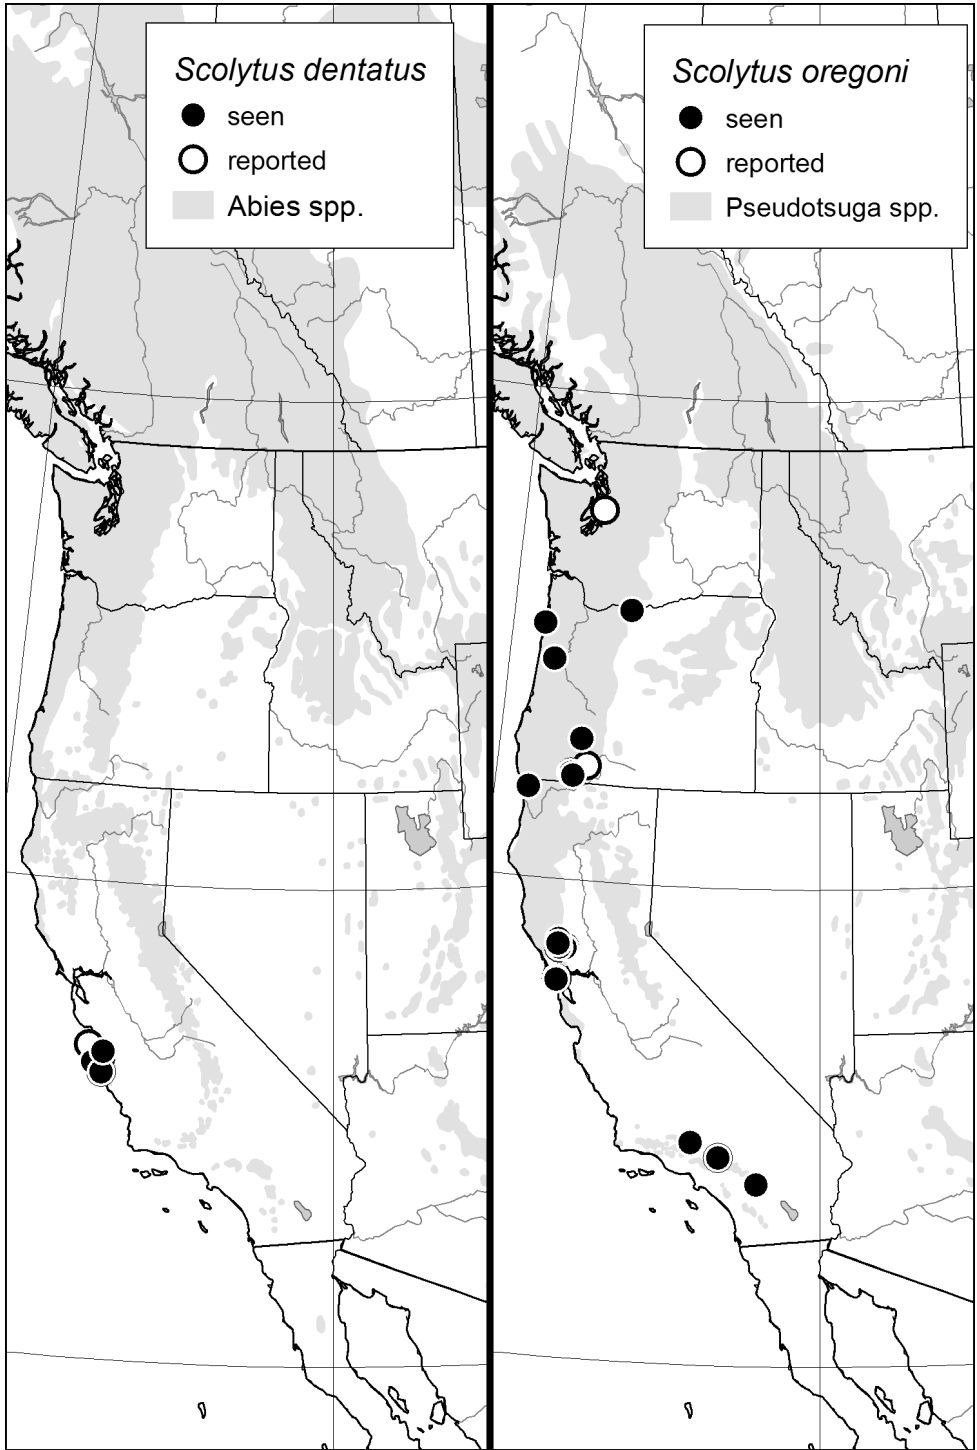 Scolytus dentatus
seen
reported
Abies spp.
Scolytus oregoni
seen
reported
Pseudotsuga spp.